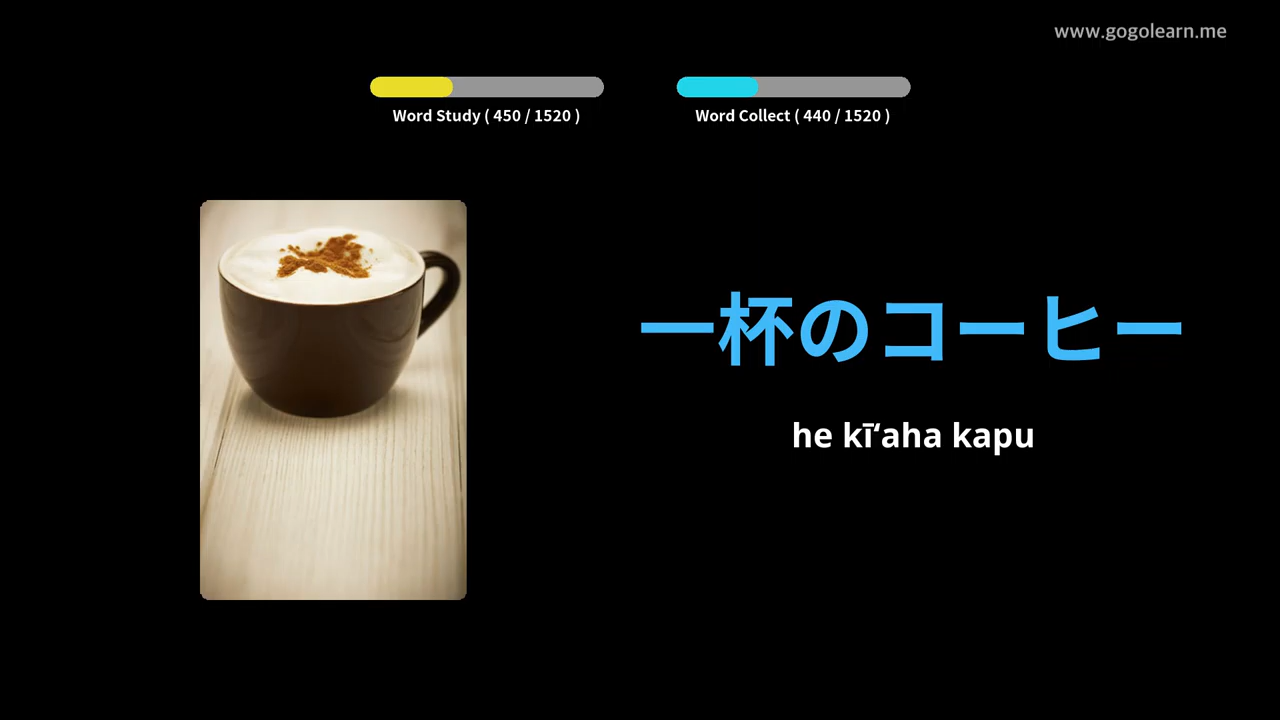 www.gogolearn.me
Word Study ( 450 / 1520 )
Word Collect ( 440 / 1520 )
一杯のコーヒー
he kīʻaha kapu